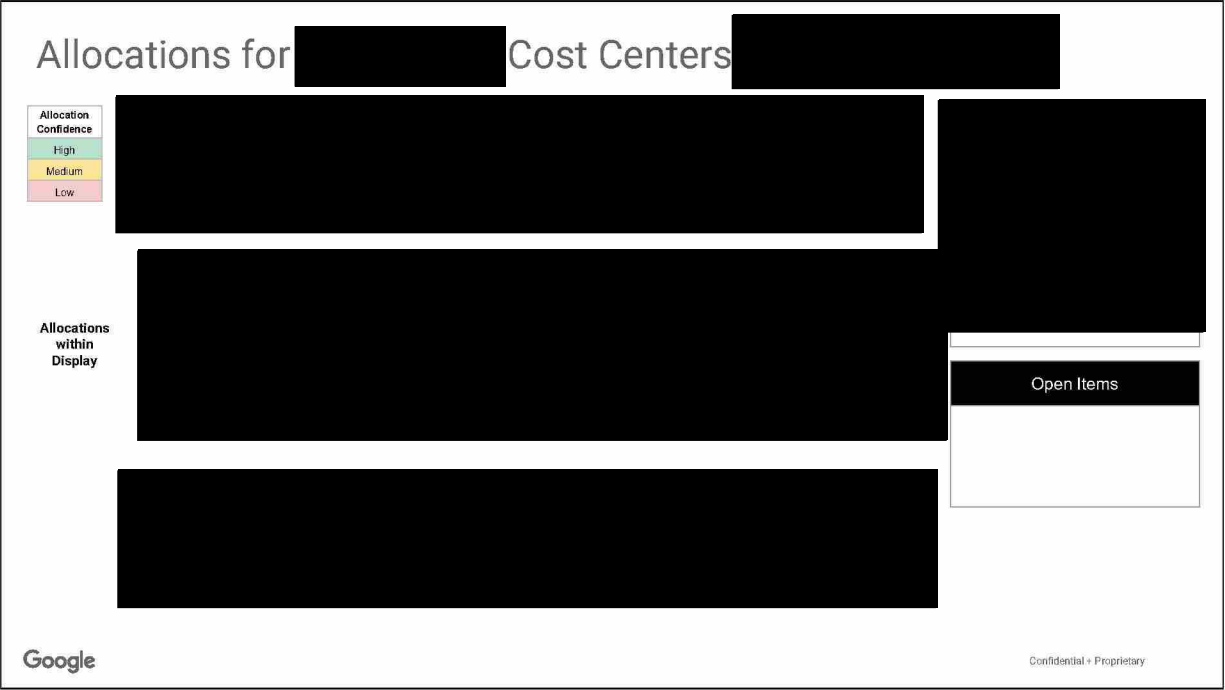 Allocations for Cost Centers
Allocation
Confidence
High
Medium
Low
Allocations
within
Display
Open Items
Google
Confidential + Proprietary